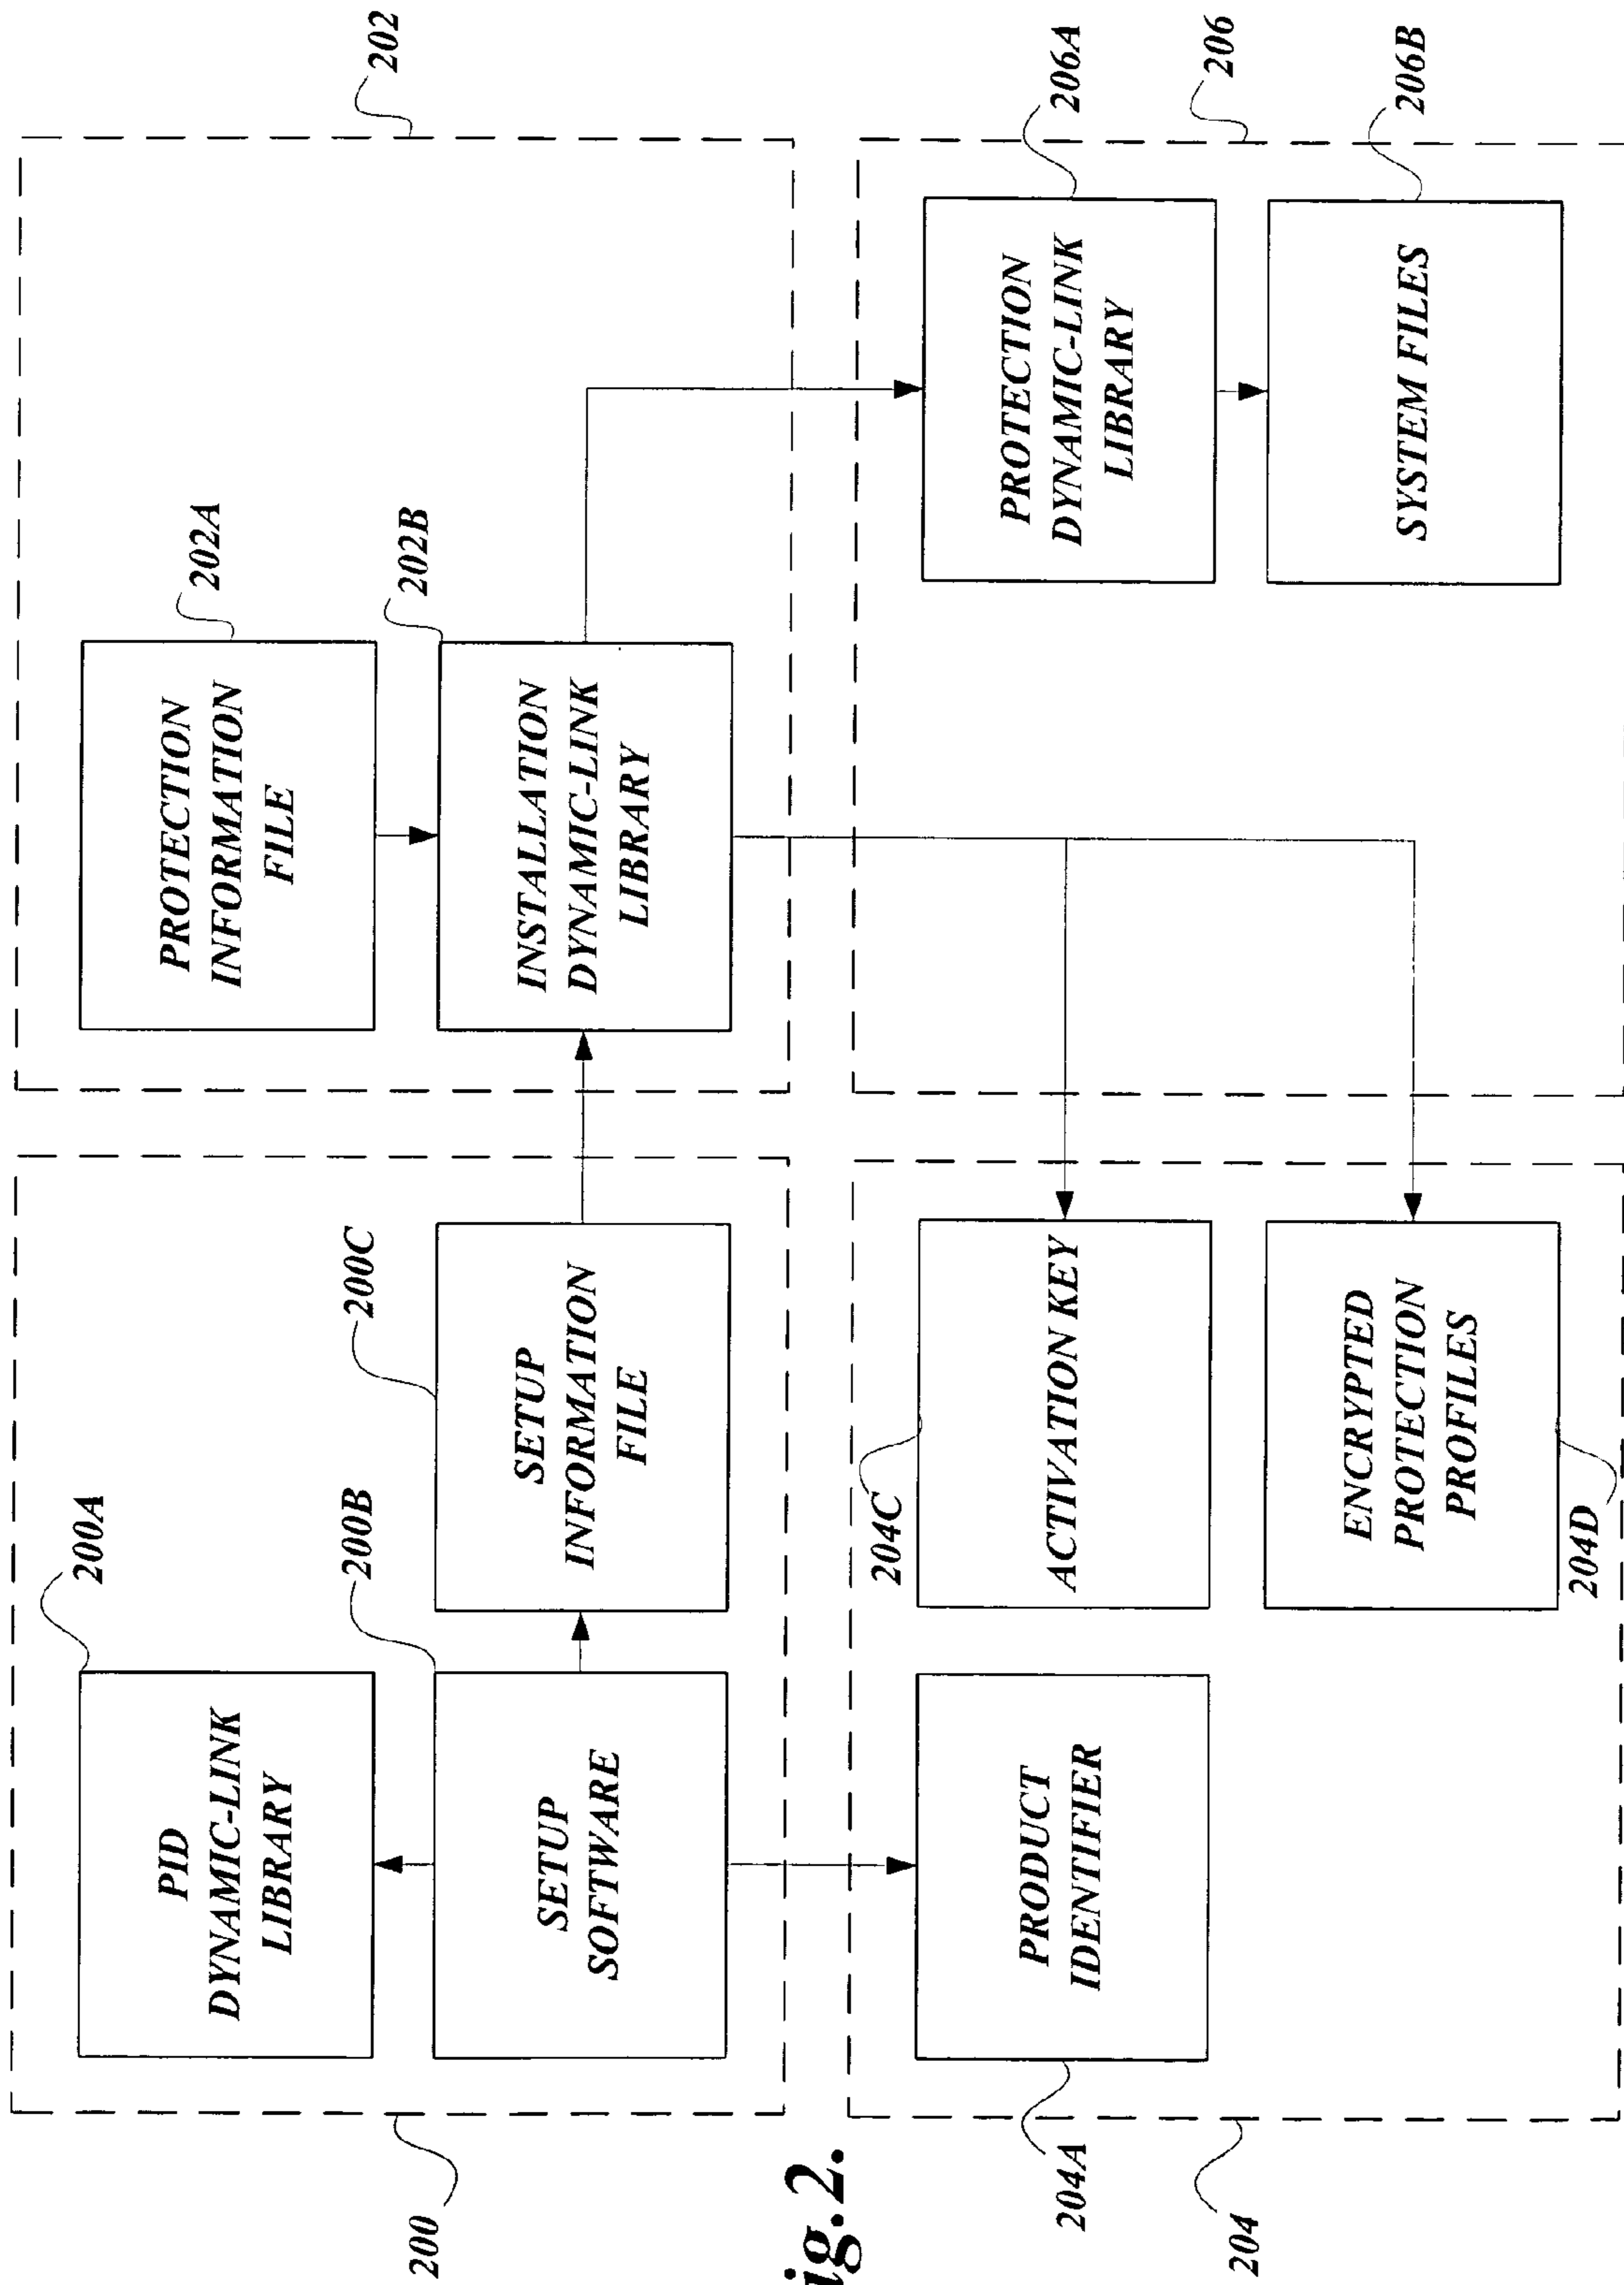 200
200A
PID
DYNAMIC-LINK
LIBRARY
200B
SETUP
SOFTWARE
200C
SETUP
INFORMATION
FILE
202
202A
PROTECTION
INFORMATION
FILE
202B
INSTALLATION
DYNAMIC-LINK
LIBRARY
204
204A
PRODUCT
IDENTIFIER
204C
ACTIVATION KEY
204D
ENCRYPTED
PROTECTION
PROFILES
206
206A
PROTECTION
DYNAMIC-LINK
LIBRARY
206B
SYSTEM FILES
ig.2.